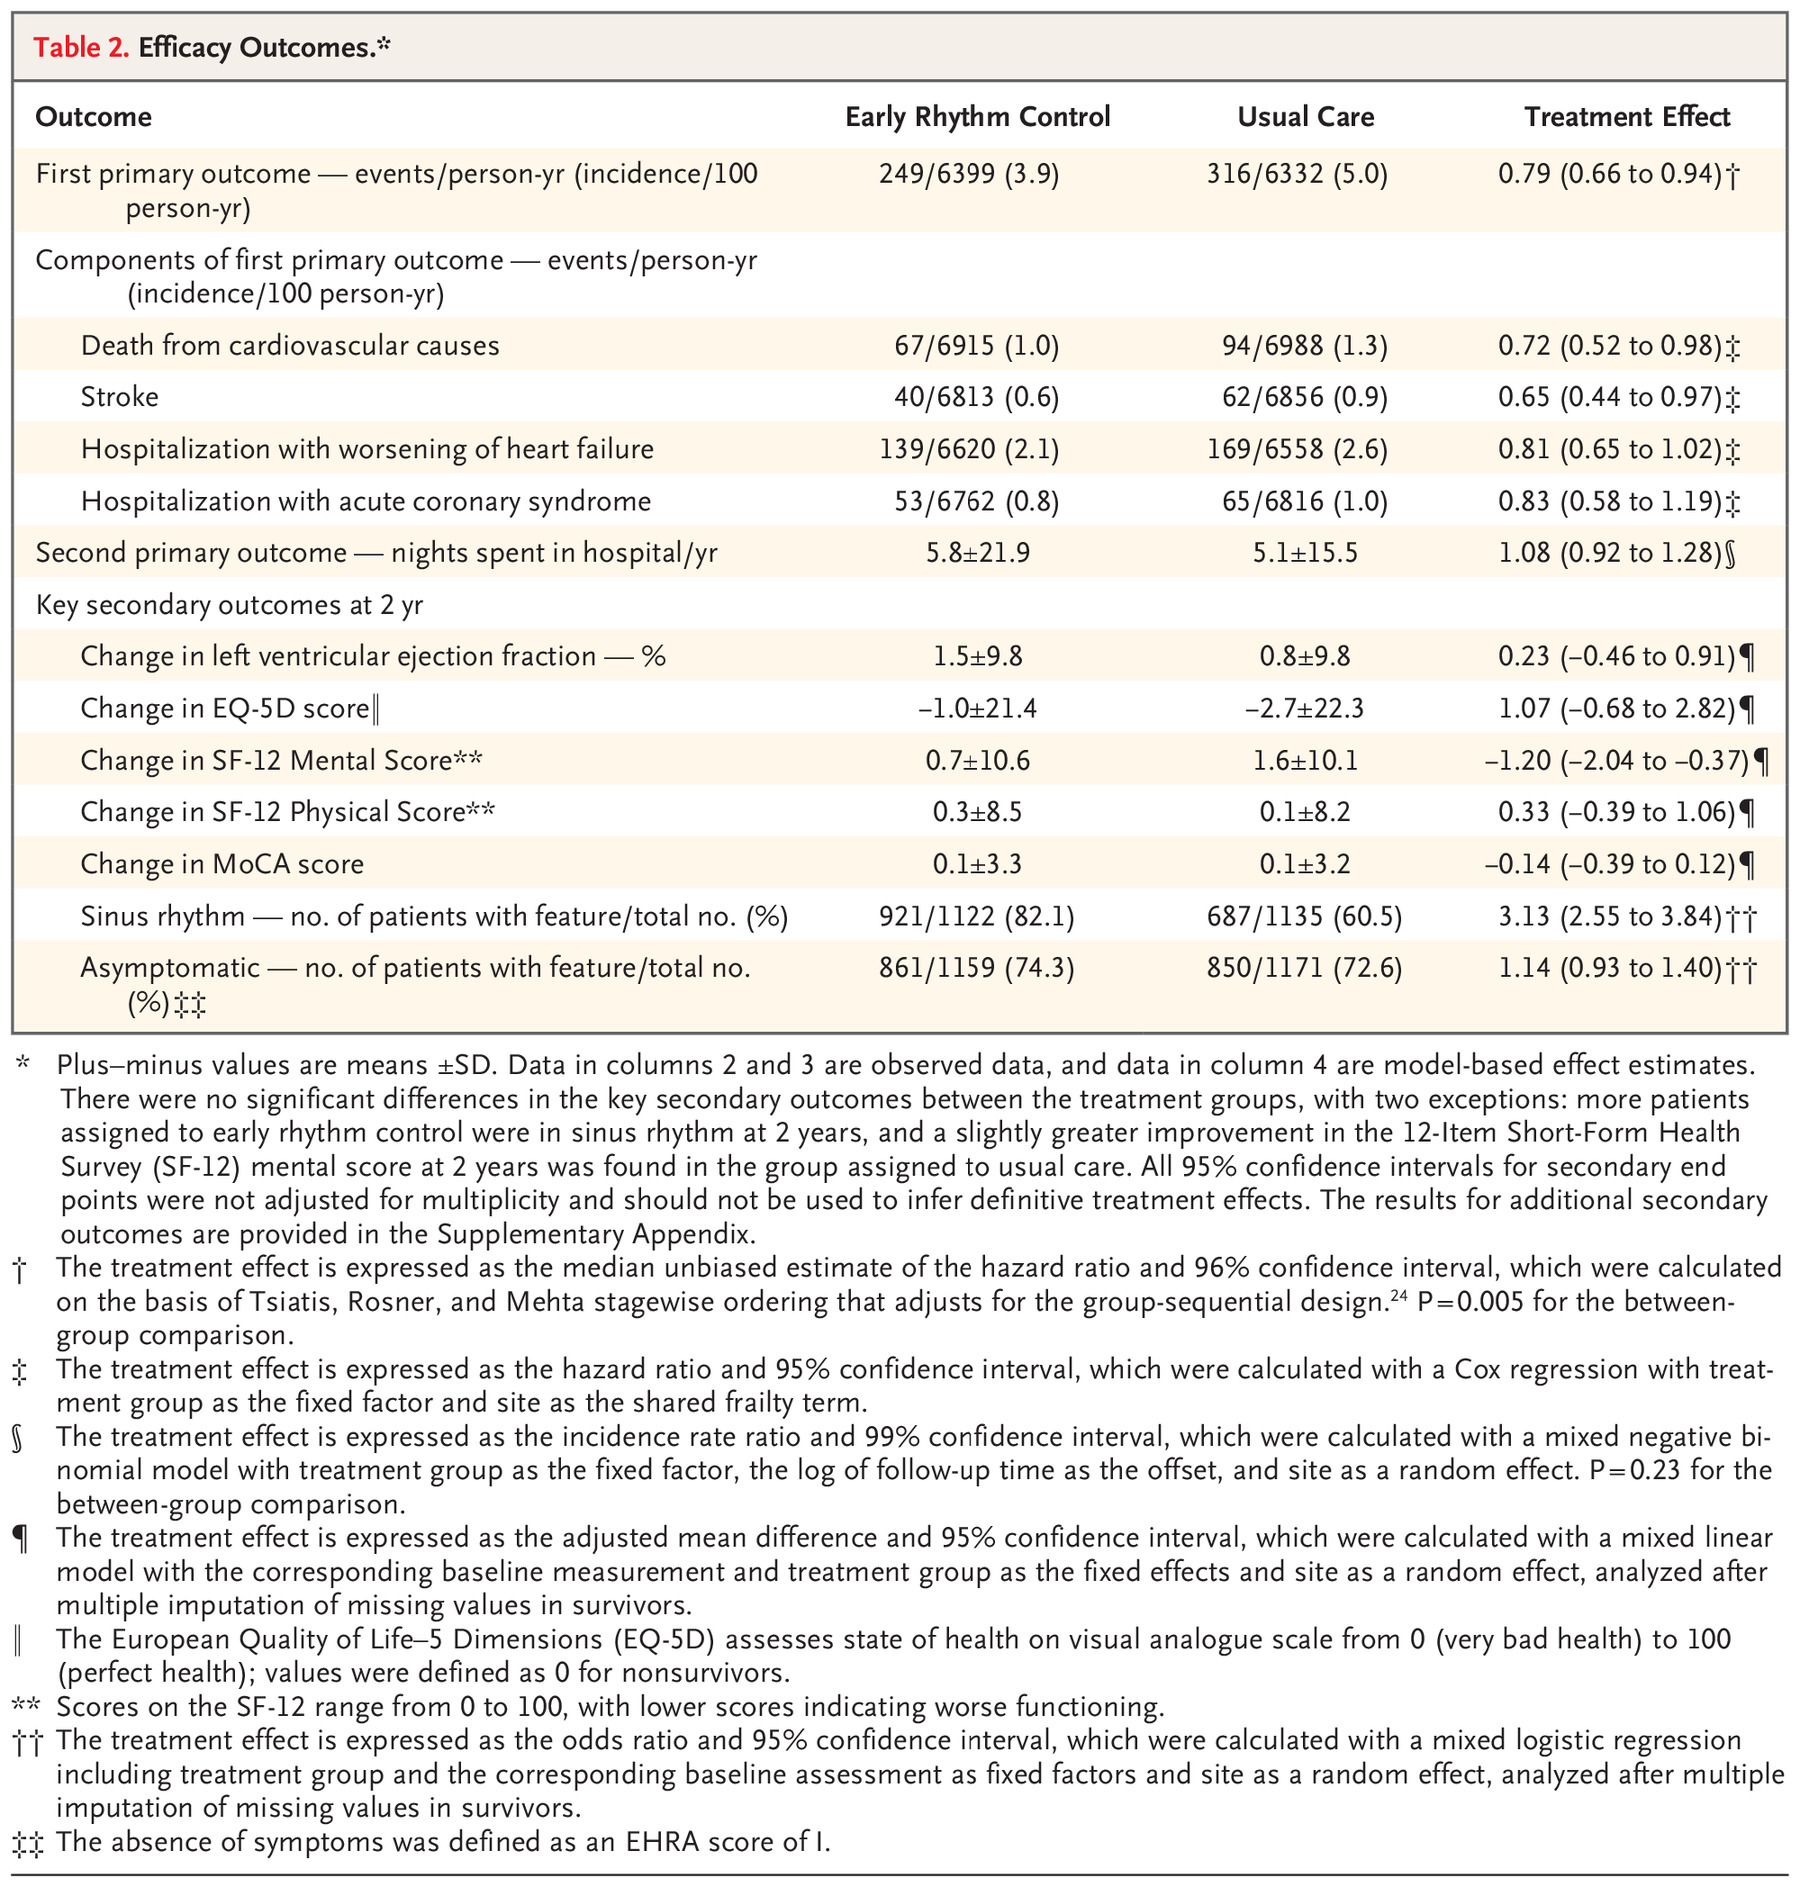 Table 2. Efficacy Outcomes.*
Outcome Early Rhythm Control Usual Care Treatment Effect
First primary outcome — events/person-yr (incidence/100 249/6399 (3.9) 316/6332 (5.0) 0.79 (0.66 to 0.94)†
person-yr)
Components of first primary outcome — events/person-yr
(incidence/100 person-yr)
Death from cardiovascular causes 67/6915 (1.0) 94/6988 (1.3) 0.72 (0.52 to 0.98)‡
Stroke 40/6813 (0.6) 62/6856 (0.9) 0.65 (0.44 to 0.97)‡
Hospitalization with worsening of heart failure 139/6620 (2.1) 169/6558 (2.6) 0.81 (0.65 to 1.02)‡
Hospitalization with acute coronary syndrome 53/6762 (0.8) 65/6816 (1.0) 0.83 (0.58 to 1.19)‡
Second primary outcome — nights spent in hospital/yr 5.8±21.9 5.1±15.5 1.08 (0.92 to 1.28)§
Key secondary outcomes at 2 yr
Change in left ventricular ejection fraction — % 1.5±9.8 0.8±9.8 0.23 (–0.46 to 0.91)¶
Change in EQ-5D score‖ –1.0±21.4 –2.7±22.3 1.07 (–0.68 to 2.82)¶
Change in SF-12 Mental Score** 0.7±10.6 1.6±10.1 –1.20 (–2.04 to –0.37)¶
Change in SF-12 Physical Score** 0.3±8.5 0.1±8.2 0.33 (–0.39 to 1.06)¶
Change in MoCA score 0.1±3.3 0.1±3.2 –0.14 (–0.39 to 0.12)¶
Sinus rhythm — no. of patients with feature/total no. (%) 921/1122 (82.1) 687/1135 (60.5) 3.13 (2.55 to 3.84)††
Asymptomatic — no. of patients with feature/total no. 861/1159 (74.3) 850/1171 (72.6) 1.14 (0.93 to 1.40)††
(%)‡‡
* Plus–minus values are means ±SD. Data in columns 2 and 3 are observed data, and data in column 4 are model-based effect estimates.
There were no significant differences in the key secondary outcomes between the treatment groups, with two exceptions: more patients
assigned to early rhythm control were in sinus rhythm at 2 years, and a slightly greater improvement in the 12-Item Short-Form Health
Survey (SF-12) mental score at 2 years was found in the group assigned to usual care. All 95% confidence intervals for secondary end
points were not adjusted for multiplicity and should not be used to infer definitive treatment effects. The results for additional secondary
outcomes are provided in the Supplementary Appendix.
† The treatment effect is expressed as the median unbiased estimate of the hazard ratio and 96% confidence interval, which were calculated
on the basis of Tsiatis, Rosner, and Mehta stagewise ordering that adjusts for the group-sequential design.²⁴ P=0.005 for the between-
group comparison.
‡ The treatment effect is expressed as the hazard ratio and 95% confidence interval, which were calculated with a Cox regression with treat-
ment group as the fixed factor and site as the shared frailty term.
§ The treatment effect is expressed as the incidence rate ratio and 99% confidence interval, which were calculated with a mixed negative bi-
nomial model with treatment group as the fixed factor, the log of follow-up time as the offset, and site as a random effect. P=0.23 for the
between-group comparison.
¶ The treatment effect is expressed as the adjusted mean difference and 95% confidence interval, which were calculated with a mixed linear
model with the corresponding baseline measurement and treatment group as the fixed effects and site as a random effect, analyzed after
multiple imputation of missing values in survivors.
‖ The European Quality of Life–5 Dimensions (EQ-5D) assesses state of health on visual analogue scale from 0 (very bad health) to 100
(perfect health); values were defined as 0 for nonsurvivors.
** Scores on the SF-12 range from 0 to 100, with lower scores indicating worse functioning.
†† The treatment effect is expressed as the odds ratio and 95% confidence interval, which were calculated with a mixed logistic regression
including treatment group and the corresponding baseline assessment as fixed factors and site as a random effect, analyzed after multiple
imputation of missing values in survivors.
‡‡ The absence of symptoms was defined as an EHRA score of I.